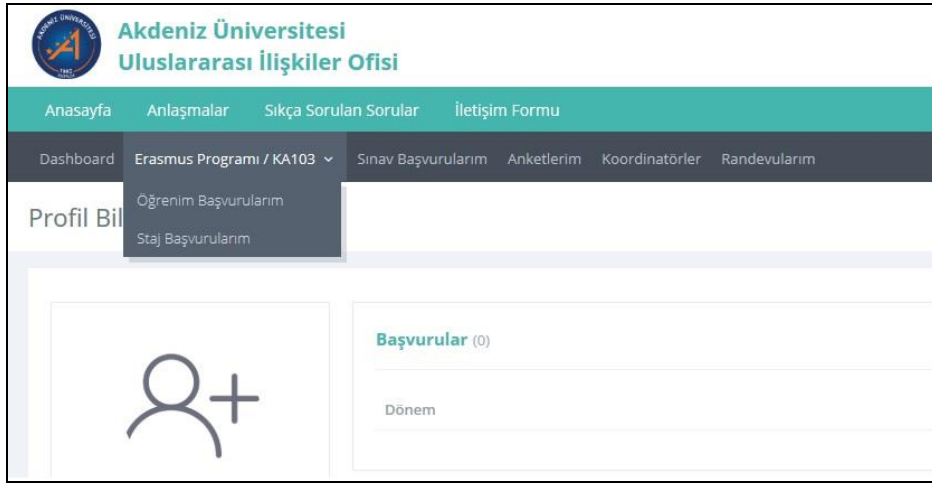 Akdeniz Üniversitesi
Uluslararası İlişkiler Ofisi
Anasayfa Anlaşmalar Sıkça Sorulan Sorular İletişim Formu
Dashboard Erasmus Programı / KA103 Sınav Başvurularım Anketlerim Koordinatörler Randevularım
Öğrenim Başvurularım
Profil Bil
Staj Başvurularım
Başvurular (0)
Dönem